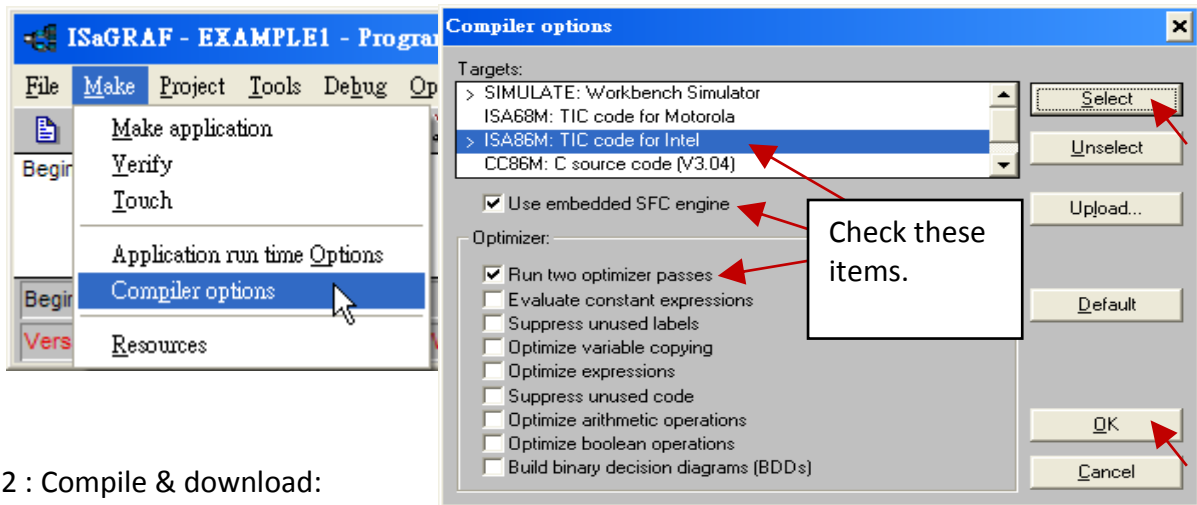 ISaGRAF - EXAMPLE1 - Progra
File Make Project Tools Debug Op
Make application
Verify
Touch
Application run time Options
Compiler options
Resources
Begin
Begin
Vers
Compiler options
Targets:
> SIMULATE: Workbench Simulator
ISA68M: TIC code for Motorola
> ISA86M: TIC code for Intel
CC86M: C source code (V3.04)
Select
Unselect
Upload...
Default
OK
Cancel
Use embedded SFC engine
Optimizer:
Run two optimizer passes
Evaluate constant expressions
Suppress unused labels
Optimize variable copying
Optimize expressions
Suppress unused code
Optimize arithmetic operations
Optimize boolean operations
Build binary decision diagrams (BDDs)
Check these
items.
2 : Compile & download: